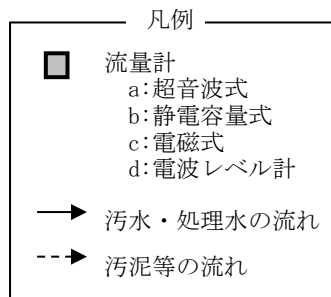 凡例
流量計
a:超音波式
b:静電容量式
c:電磁式
d:電波レベル計
汚水・処理水の流れ
汚泥等の流れ